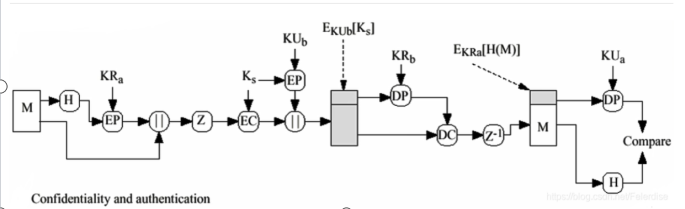 E_KUb[K_s]
KU_b
E_KRa[H(M)]
KR_a
K_s
EP
KR_b
KU_a
M
H
EP
||
Z
EC
||
DP
DC
Z⁻¹
M
DP
Compare
H
Confidentiality and authentication